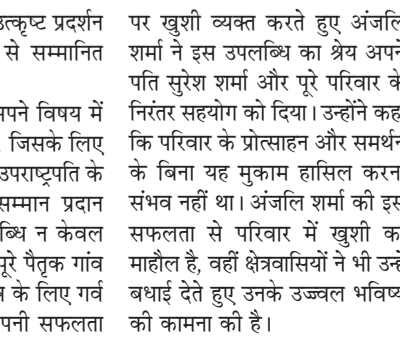 उत्कृष्ट प्रदर्शन
से सम्मानित
अपने विषय में
जिसके लिए
उपराष्ट्रपति के
सम्मान प्रदान
ब्धि न केवल
पूरे पैतृक गांव
के लिए गर्व
पनी सफलता
पर खुशी व्यक्त करते हुए अंजलि
शर्मा ने इस उपलब्धि का श्रेय अपने
पति सुरेश शर्मा और पूरे परिवार के
निरंतर सहयोग को दिया। उन्होंने कह
कि परिवार के प्रोत्साहन और समर्थन
के बिना यह मुकाम हासिल करन
संभव नहीं था। अंजलि शर्मा की इस
सफलता से परिवार में खुशी क
माहौल है, वहीं क्षेत्रवासियों ने भी उन्हें
बधाई देते हुए उनके उज्ज्वल भविष्य
की कामना की है।